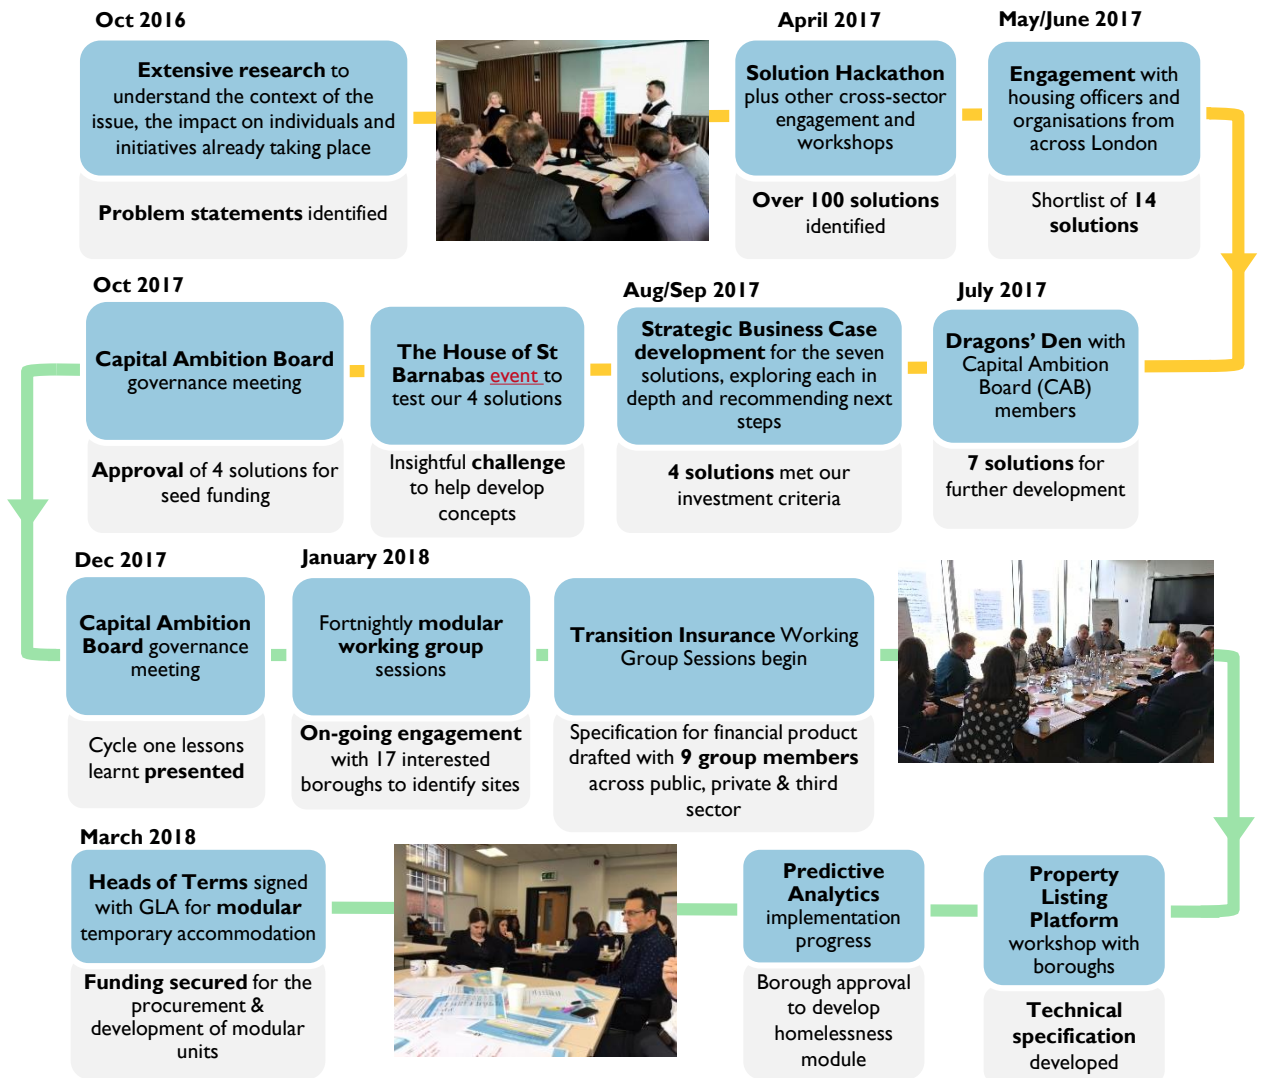 Oct 2016
Extensive research to
understand the context of the
issue, the impact on individuals and
initiatives already taking place
Problem statements identified
April 2017
Solution Hackathon
plus other cross-sector
engagement and
workshops
Over 100 solutions
identified
May/June 2017
Engagement with
housing officers and
organisations from
across London
Shortlist of 14
solutions
July 2017
Dragons’ Den with
Capital Ambition
Board (CAB)
members
7 solutions for
further development
Aug/Sep 2017
Strategic Business Case
development for the seven
solutions, exploring each in
depth and recommending next
steps
4 solutions met our
investment criteria
The House of St
Barnabas event to
test our 4 solutions
Insightful challenge
to help develop
concepts
Oct 2017
Capital Ambition Board
governance meeting
Approval of 4 solutions for
seed funding
Dec 2017
Capital Ambition
Board governance
meeting
Cycle one lessons
learnt presented
January 2018
Fortnightly modular
working group
sessions
On-going engagement
with 17 interested
boroughs to identify sites
Transition Insurance Working
Group Sessions begin
Specification for financial product
drafted with 9 group members
across public, private & third
sector
Property
Listing
Platform
workshop with
boroughs
Technical
specification
developed
Predictive
Analytics
implementation
progress
Borough approval
to develop
homelessness
module
March 2018
Heads of Terms signed
with GLA for modular
temporary accommodation
Funding secured for the
procurement &
development of modular
units